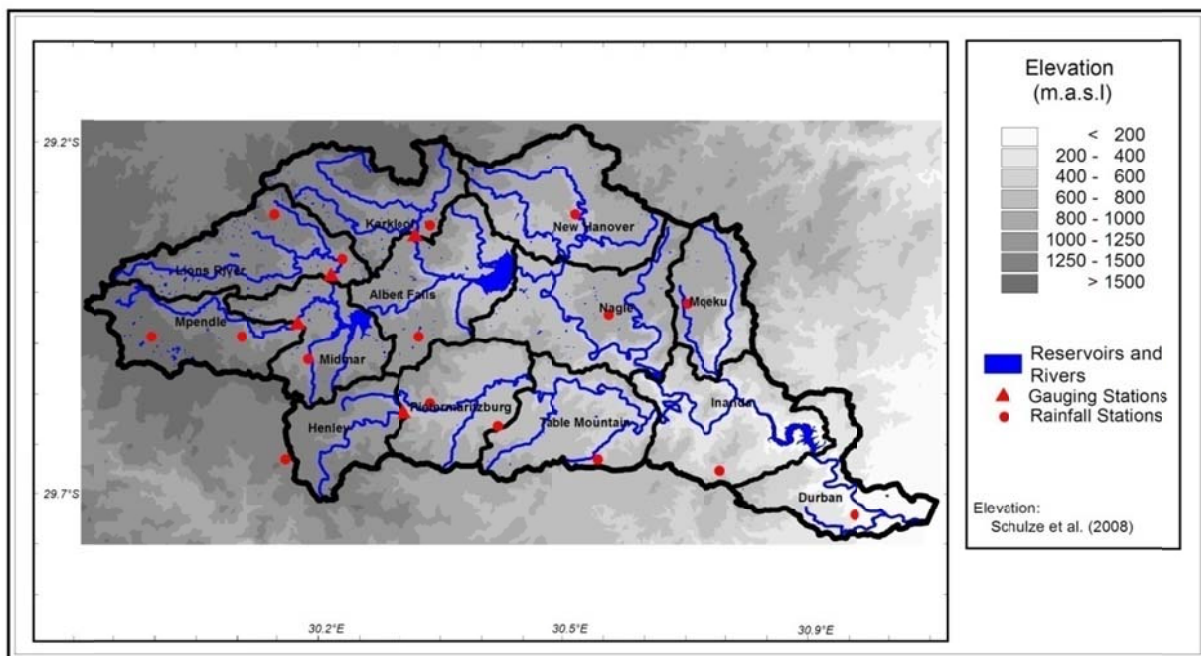 29.2°S
29.7°S
30.2°E
30.5°E
30.9°E
Karkloof
New Hanover
Lions River
Albert Falls
Mpendle
Nagle
Mqeku
Midmar
Pietermaritzburg
Inanda
Henley
Table Mountain
Durban
Elevation
(m.a.s.l)
< 200
200 - 400
400 - 600
600 - 800
800 - 1000
1000 - 1250
1250 - 1500
> 1500
Reservoirs and
Rivers
Gauging Stations
Rainfall Stations
Elevation:
Schulze et al. (2008)